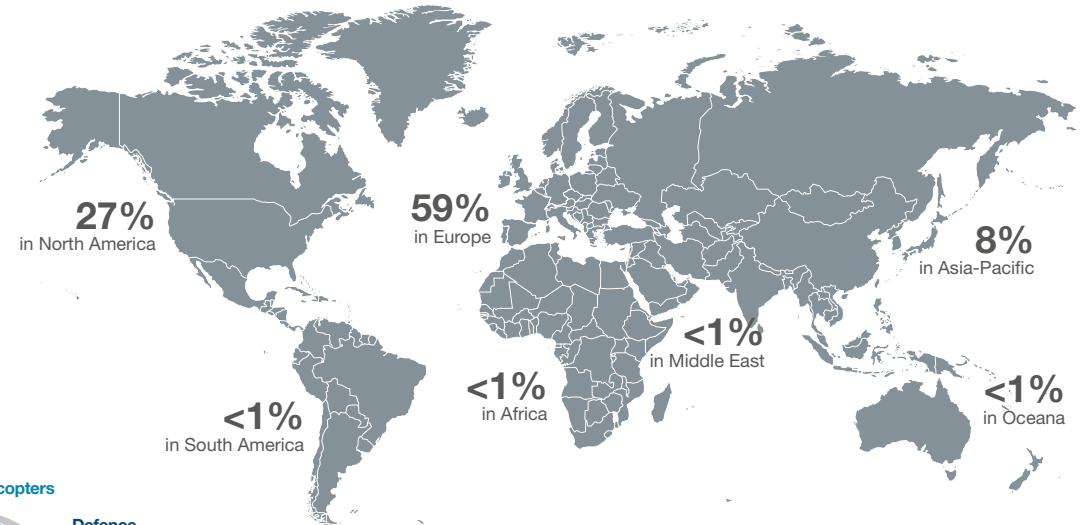 27%
in North America
59%
in Europe
8%
in Asia-Pacific
<1%
in Middle East
<1%
in Africa
<1%
in Oceana
<1%
in South America
copters
Defence